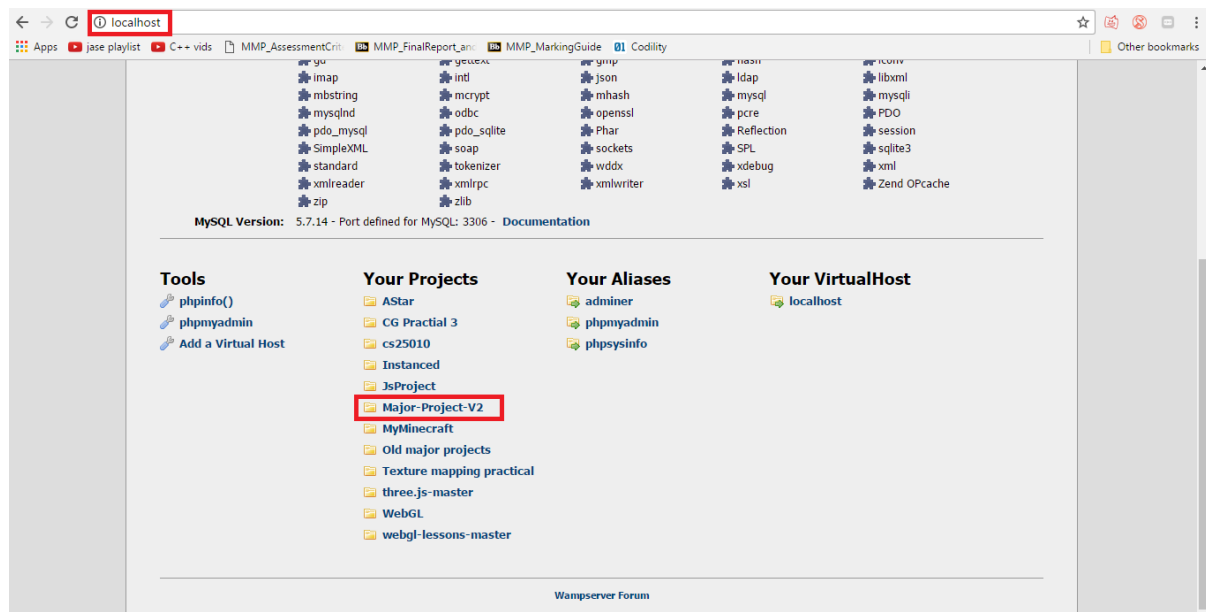 localhost
Apps jase playlist C++ vids MMP_AssessmentCrit MMP_FinalReport_an MMP_MarkingGuide Codility Other bookmarks
imap intl json ldap libxml
mbstring mcrypt mhash mysql mysqli
mysqlnd odbc openssl pcre PDO
pdo_mysql pdo_sqlite Phar Reflection session
SimpleXML soap sockets SPL sqlite3
standard tokenizer wddx xdebug xml
xmlreader xmlrpc xmlwriter xsl Zend OPcache
zip zlib
MySQL Version: 5.7.14 - Port defined for MySQL: 3306 - Documentation
Tools
phpinfo()
phpmyadmin
Add a Virtual Host
Your Projects
AStar
CG Practial 3
cs25010
Instanced
JsProject
Major-Project-V2
MyMinecraft
Old major projects
Texture mapping practical
three.js-master
WebGL
webgl-lessons-master
Your Aliases
adminer
phpmyadmin
phpsysinfo
Your VirtualHost
localhost
Wampserver Forum